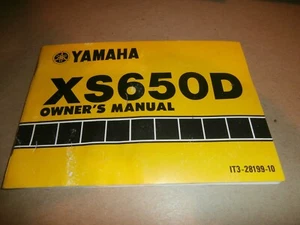 YAMAHA
XS650D
OWNER'S MANUAL
1T3-28199-10